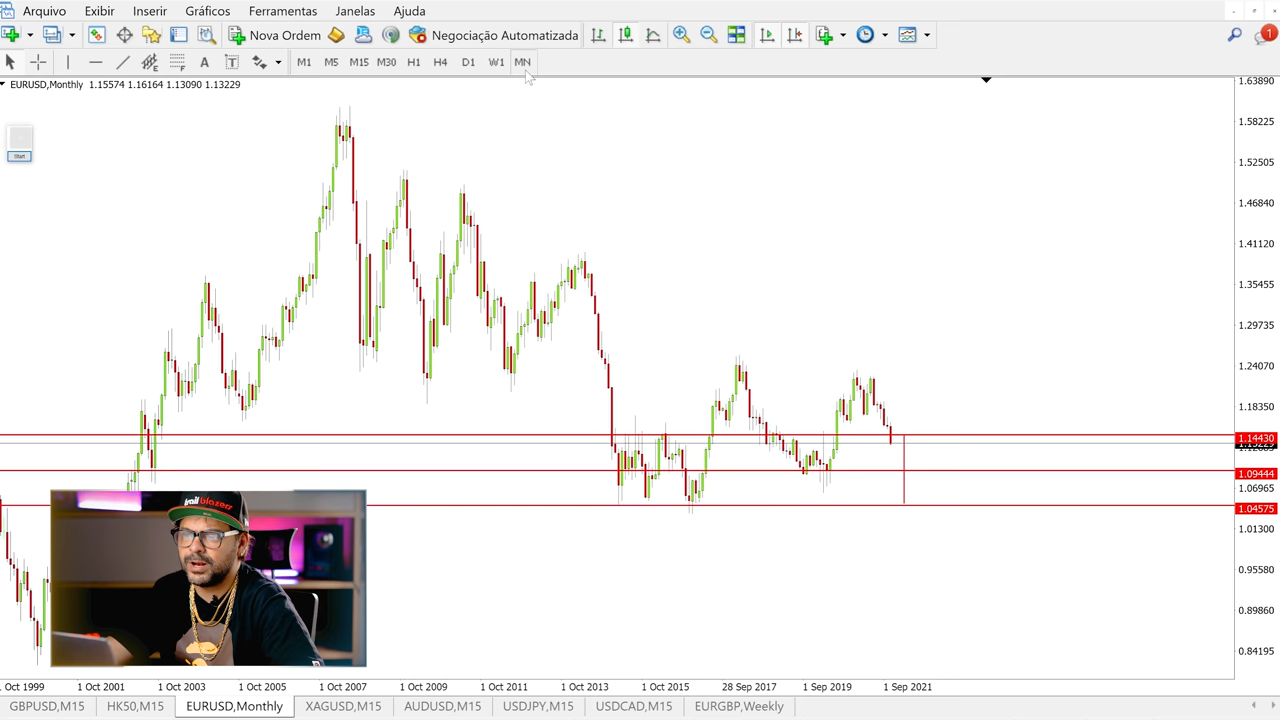 Arquivo Exibir Inserir Gráficos Ferramentas Janelas Ajuda
Nova Ordem Negociação Automatizada 1
A T M1 M5 M15 M30 H1 H4 D1 W1 MN
EURUSD,Monthly 1.15574 1.16164 1.13090 1.13229
1.63890
1.58225
Start
1.52505
1.46840
1.41120
1.35455
1.29735
1.24070
1.18350
1.14430
1.09444
1.06965
1.04575
1.01300
0.95580
0.89860
0.84195
trail blazers
Oct 1999 1 Oct 2001 1 Oct 2003 1 Oct 2005 1 Oct 2007 1 Oct 2009 1 Oct 2011 1 Oct 2013 1 Oct 2015 28 Sep 2017 1 Sep 2019 1 Sep 2021
GBPUSD,M15 HK50,M15 EURUSD,Monthly XAGUSD,M15 AUDUSD,M15 USDJPY,M15 USDCAD,M15 EURGBP,Weekly